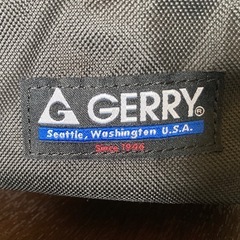 GERRY®
Seattle, Washington U.S.A.
Since 1946